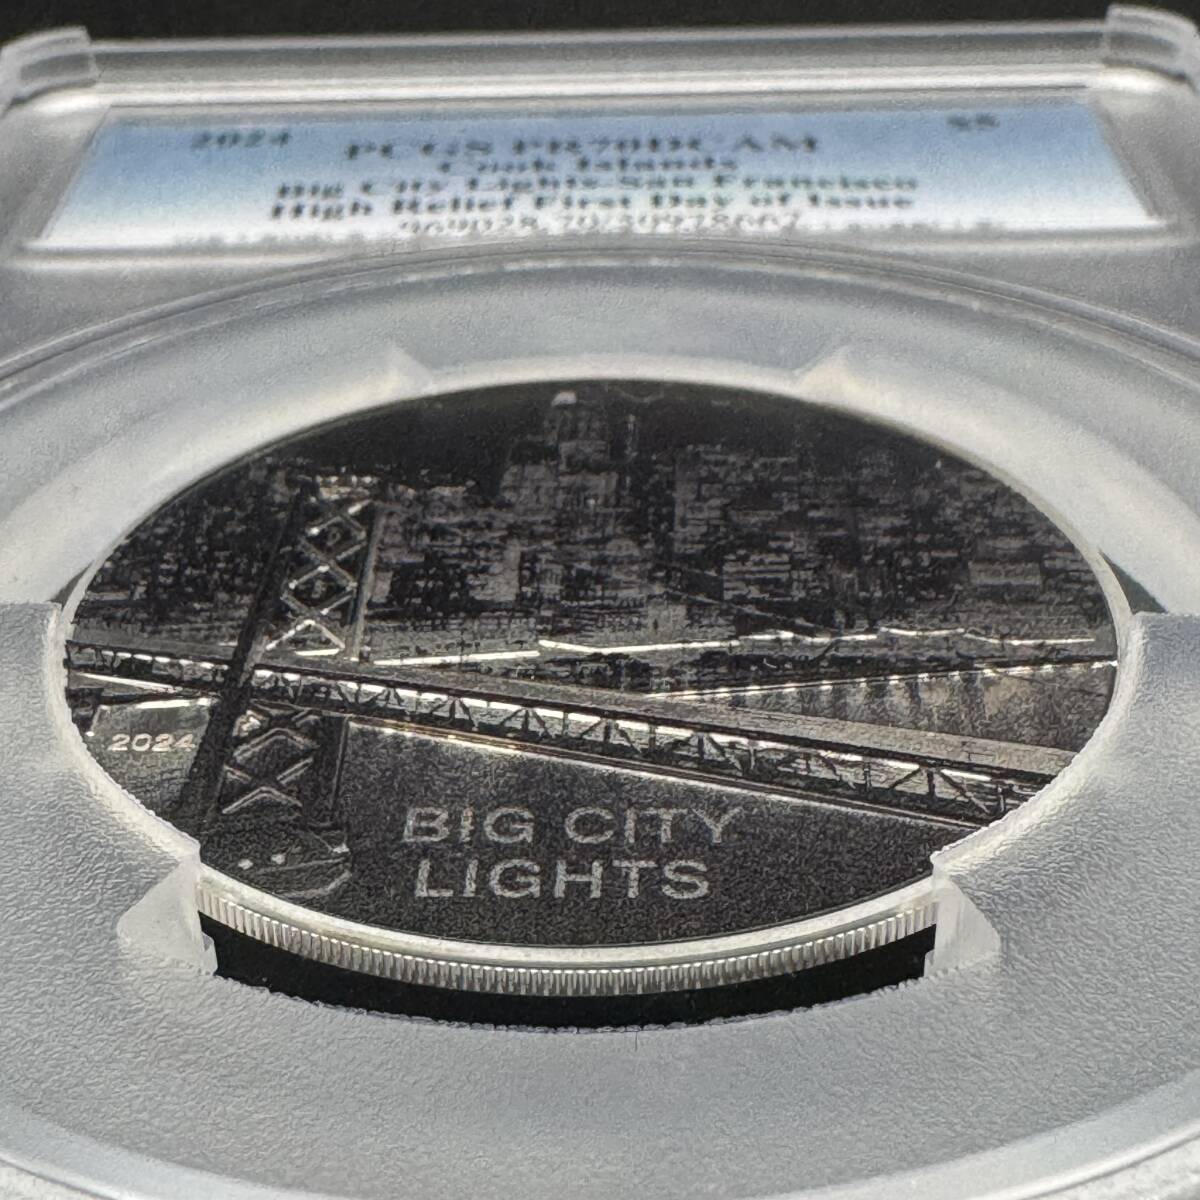 2024 PCGS PR70DCAM $5
Cook Islands
Big City Lights-San Francisco
High Relief First Day of Issue
2024
BIG CITY
LIGHTS